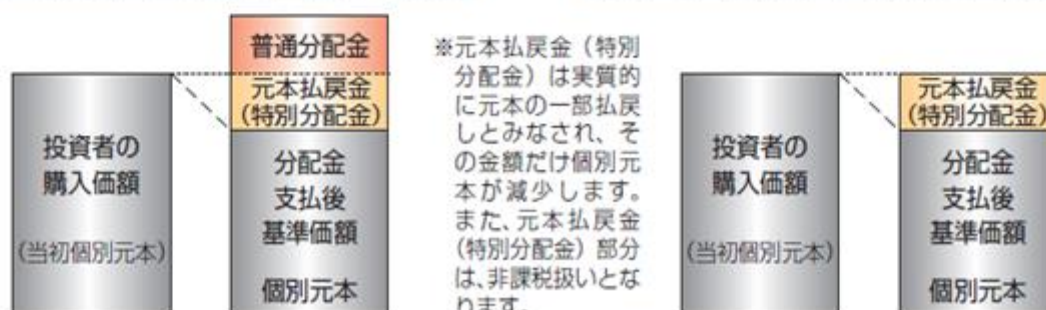 普通分配金
元本払戻金
(特別分配金)
投資者の
購入価額
(当初個別元本)
分配金
支払後
基準価額
個別元本
※元本払戻金(特別
分配金)は実質的
に元本の一部払戻
しとみなされ、そ
の金額だけ個別元
本が減少します。
また、元本払戻金
(特別分配金)部分
は、非課税扱いとな
ります。
元本払戻金
(特別分配金)
投資者の
購入価額
(当初個別元本)
分配金
支払後
基準価額
個別元本